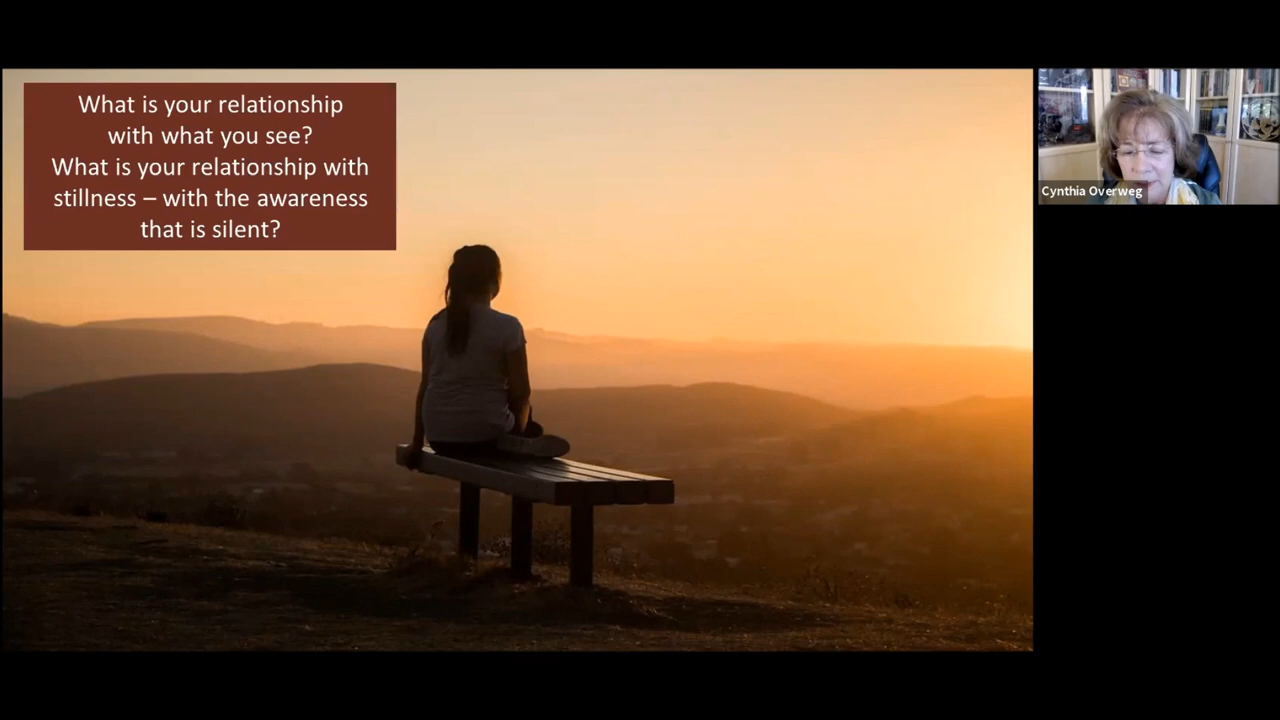 What is your relationship
with what you see?
What is your relationship with
stillness – with the awareness
that is silent?
Cynthia Overweg